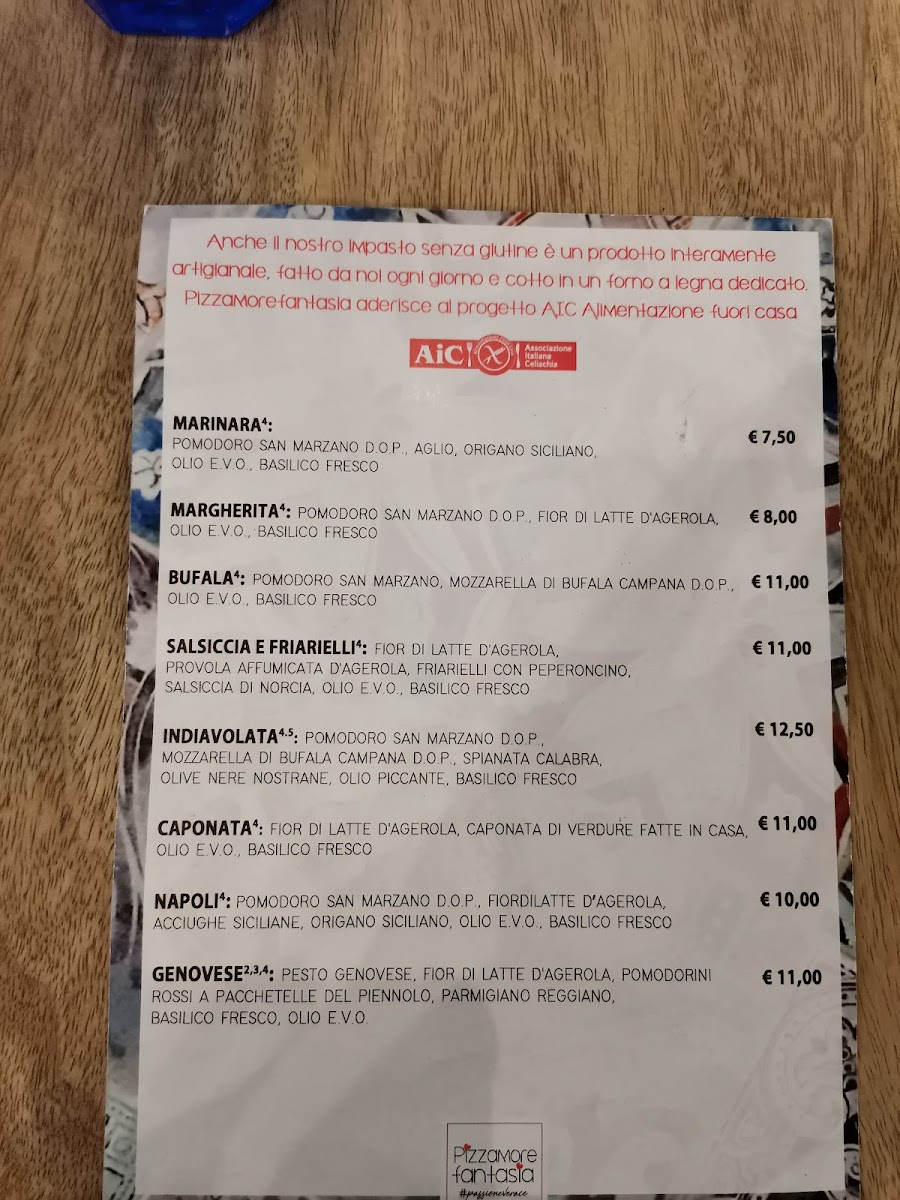 Anche il nostro impasto senza glutine è un prodotto interamente
artigianale, fatto da noi ogni giorno e cotto in un forno a legna dedicato.
Pizzamorefantasia aderisce al progetto AIC Alimentazione fuori casa
AiC
Associazione
Italiana
Celiachia
MARINARA⁴:
POMODORO SAN MARZANO D.O.P., AGLIO, ORIGANO SICILIANO, € 7,50
OLIO E.V.O., BASILICO FRESCO
MARGHERITA⁴: POMODORO SAN MARZANO D.O.P., FIOR DI LATTE D'AGEROLA, € 8,00
OLIO E.V.O., BASILICO FRESCO
BUFALA⁴: POMODORO SAN MARZANO, MOZZARELLA DI BUFALA CAMPANA D.O.P., € 11,00
OLIO E.V.O., BASILICO FRESCO
SALSICCIA E FRIARIELLI⁴: FIOR DI LATTE D'AGEROLA, € 11,00
PROVOLA AFFUMICATA D'AGEROLA, FRIARIELLI CON PEPERONCINO,
SALSICCIA DI NORCIA, OLIO E.V.O., BASILICO FRESCO
INDIAVOLATA⁴·⁵: POMODORO SAN MARZANO D.O.P., € 12,50
MOZZARELLA DI BUFALA CAMPANA D.O.P., SPIANATA CALABRA,
OLIVE NERE NOSTRANE, OLIO PICCANTE, BASILICO FRESCO
CAPONATA⁴: FIOR DI LATTE D'AGEROLA, CAPONATA DI VERDURE FATTE IN CASA, € 11,00
OLIO E.V.O., BASILICO FRESCO
NAPOLI⁴: POMODORO SAN MARZANO D.O.P., FIORDILATTE D'AGEROLA, € 10,00
ACCIUGHE SICILIANE, ORIGANO SICILIANO, OLIO E.V.O., BASILICO FRESCO
GENOVESE²,³,⁴: PESTO GENOVESE, FIOR DI LATTE D'AGEROLA, POMODORINI € 11,00
ROSSI A PACCHETELLE DEL PIENNOLO, PARMIGIANO REGGIANO,
BASILICO FRESCO, OLIO E.V.O.
Pizzamore
fantasia
#passioneverace